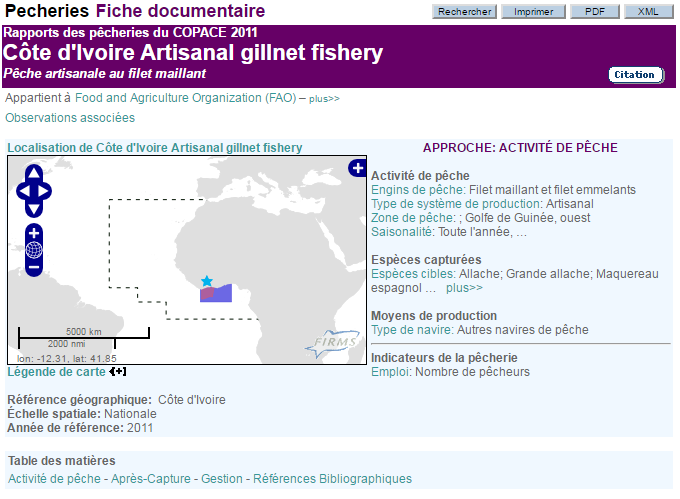 Pecheries Fiche documentaire
Rechercher
Imprimer
PDF
XML
Rapports des pêcheries du COPACE 2011
Côte d'Ivoire Artisanal gillnet fishery
Pêche artisanale au filet maillant
Citation
Appartient à Food and Agriculture Organization (FAO) – plus>>
Observations associées
Localisation de Côte d'Ivoire Artisanal gillnet fishery
5000 km
2000 nmi
lon: -12.31, lat: 41.85
FIRMS
Légende de carte [+]
Référence géographique: Côte d'Ivoire
Échelle spatiale: Nationale
Année de référence: 2011
APPROCHE: ACTIVITÉ DE PÊCHE
Activité de pêche
Engins de pêche: Filet maillant et filet emmelants
Type de système de production: Artisanal
Zone de pêche: ; Golfe de Guinée, ouest
Saisonalité: Toute l'année, …
Espèces capturées
Espèces cibles: Allache; Grande allache; Maquereau
espagnol … plus>>
Moyens de production
Type de navire: Autres navires de pêche
Indicateurs de la pêcherie
Emploi: Nombre de pêcheurs
Table des matières
Activité de pêche - Après-Capture - Gestion - Références Bibliographiques